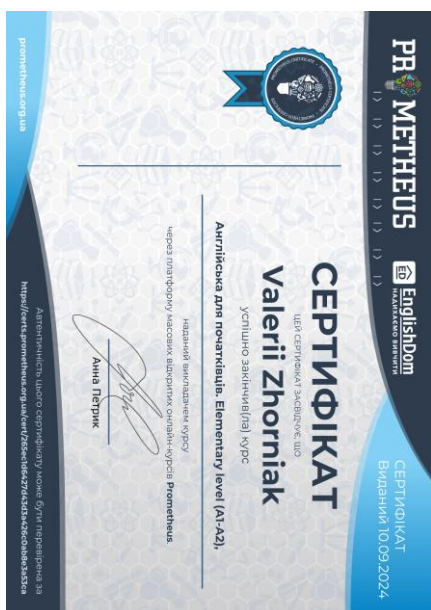 PROMETHEUS
EnglishDom
НАДИХАЄМО ВИВЧИТИ
СЕРТИФІКАТ
Виданий 10.09.2024
СЕРТИФІКАТ
ЦЕЙ СЕРТИФІКАТ ЗАСВІДЧУЄ, ЩО
Valerii Zhorniak
успішно закінчив(ла) курс
Англійська для початківців. Elementary level (A1-A2),
наданий викладачем курсу
через платформу масових відкритих онлайн-курсів Prometheus
Анна Петрик
prometheus.org.ua
Автентичність цього сертифікату може бути перевірена за